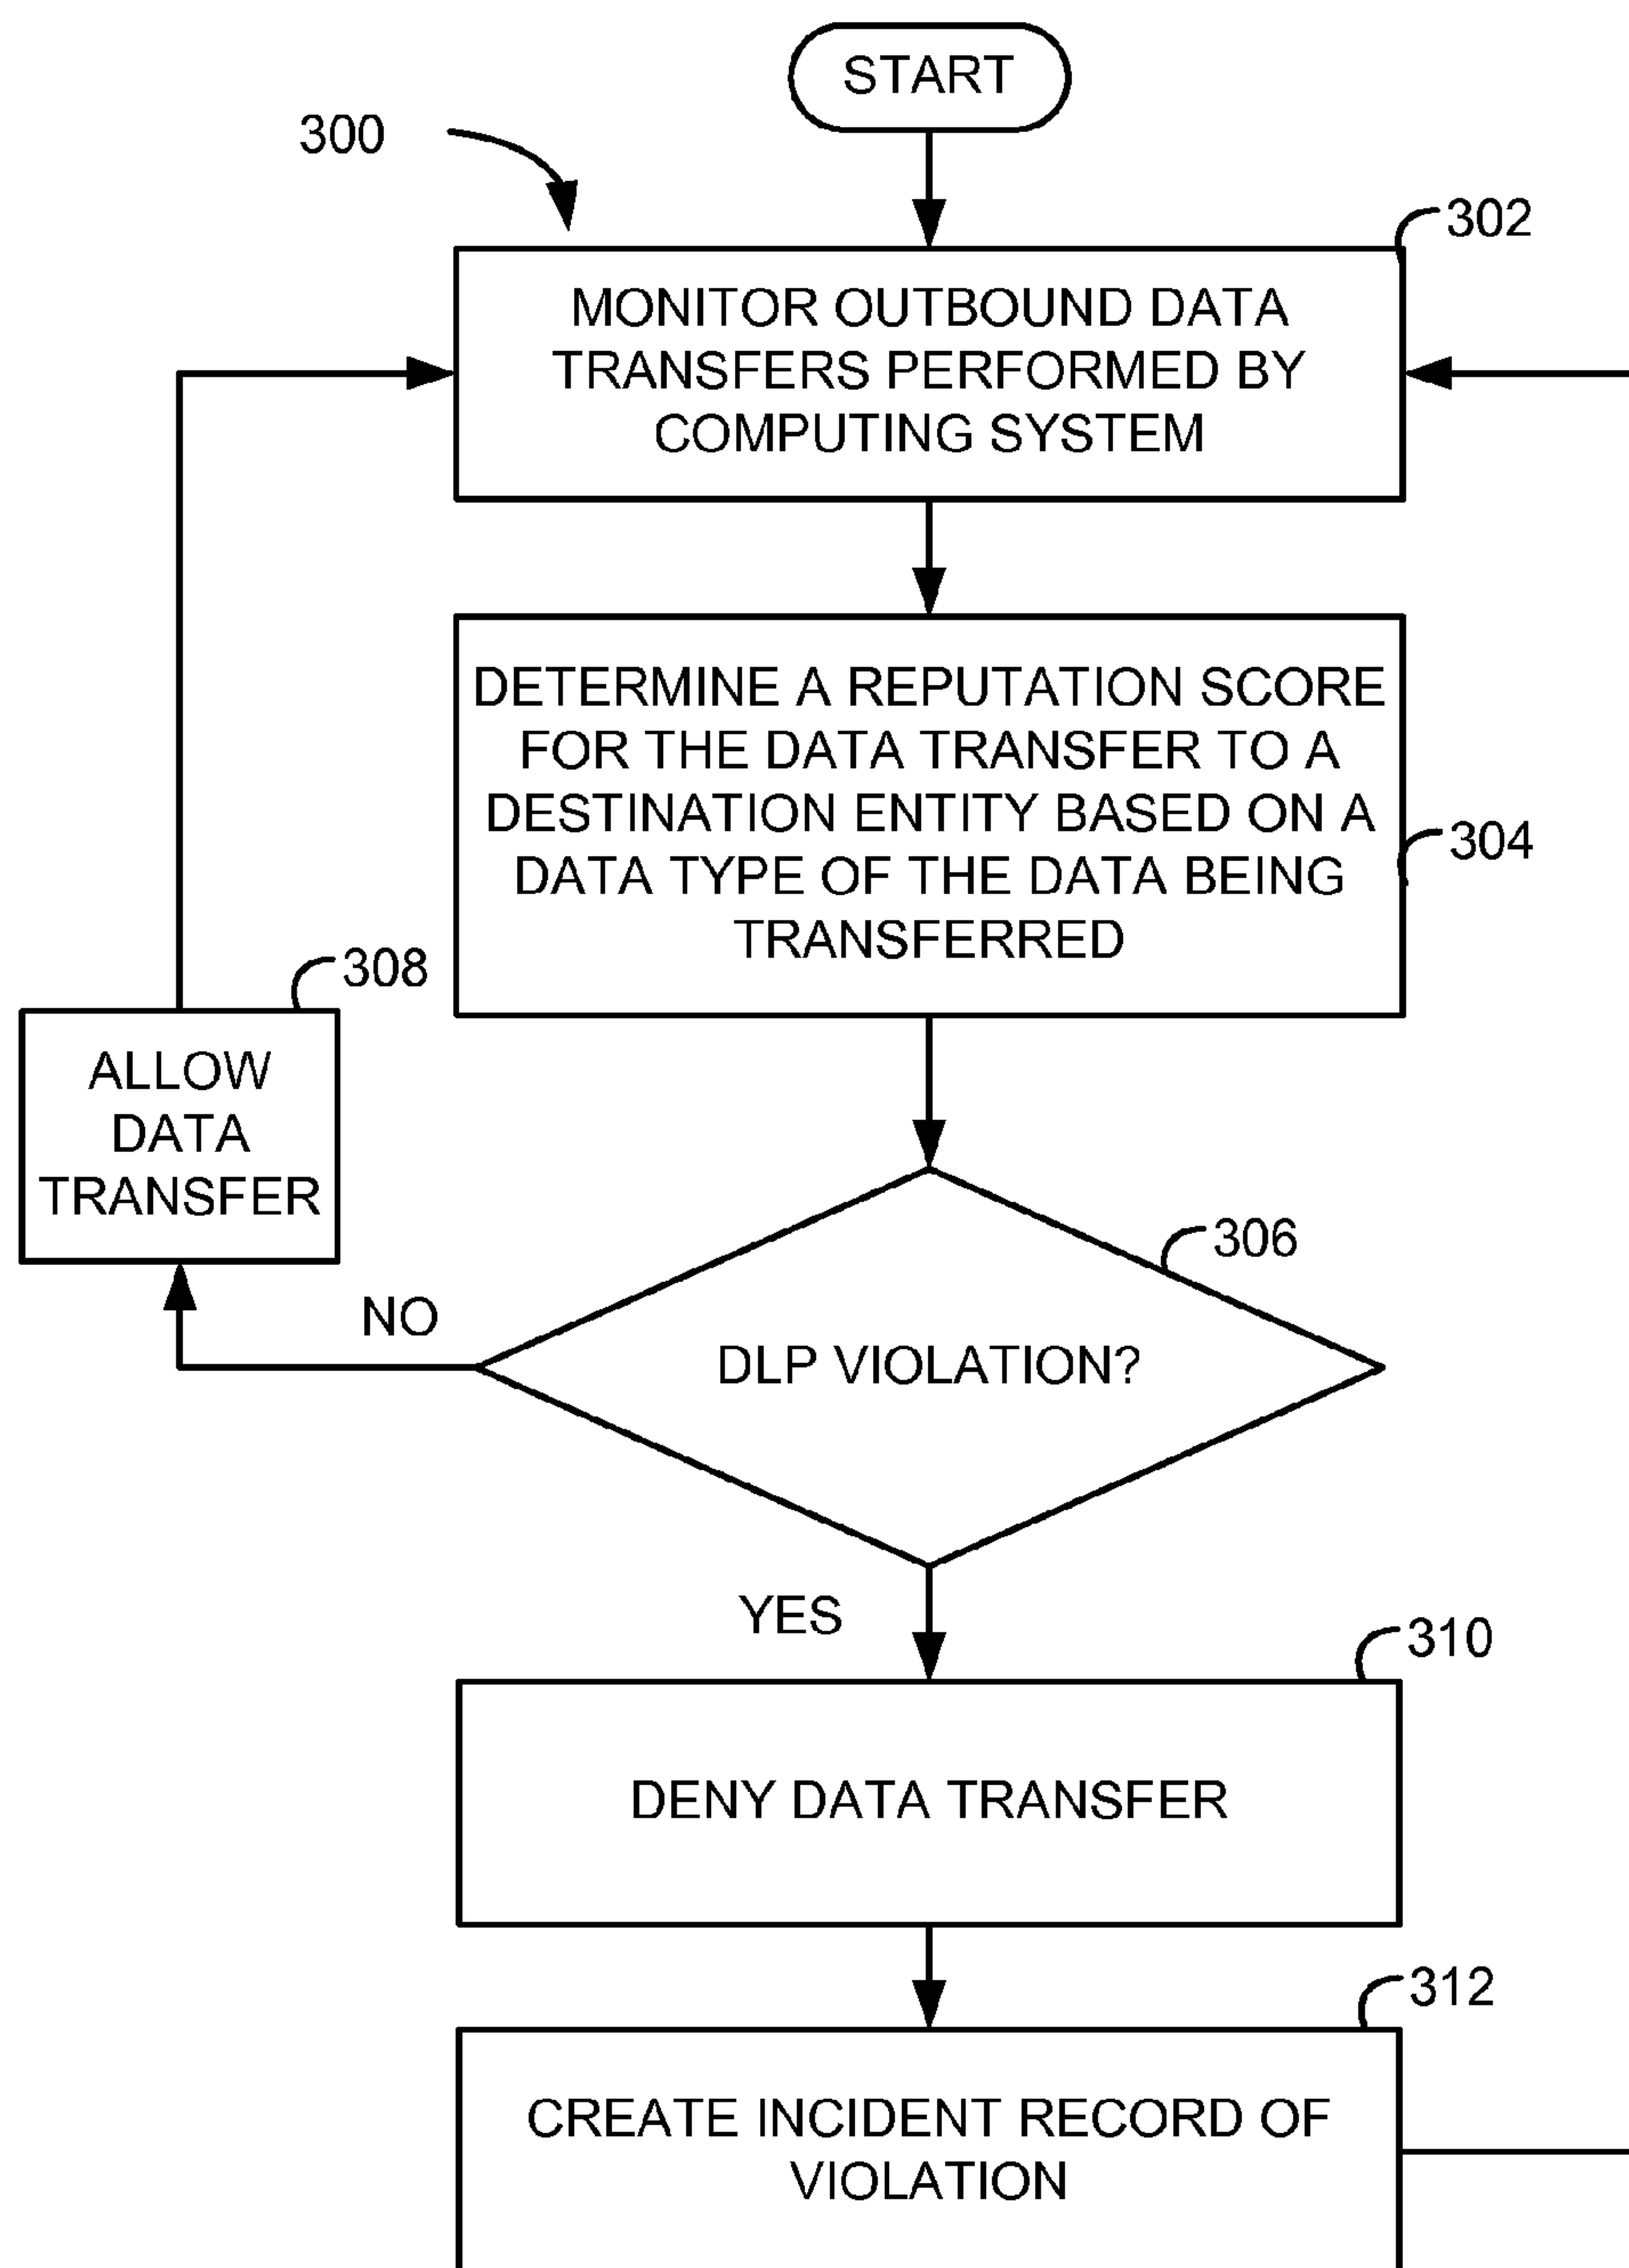 START
300
302
MONITOR OUTBOUND DATA
TRANSFERS PERFORMED BY
COMPUTING SYSTEM
DETERMINE A REPUTATION SCORE
FOR THE DATA TRANSFER TO A
DESTINATION ENTITY BASED ON A
DATA TYPE OF THE DATA BEING
TRANSFERRED
304
308
ALLOW
DATA
TRANSFER
306
NO
DLP VIOLATION?
YES
310
DENY DATA TRANSFER
312
CREATE INCIDENT RECORD OF
VIOLATION